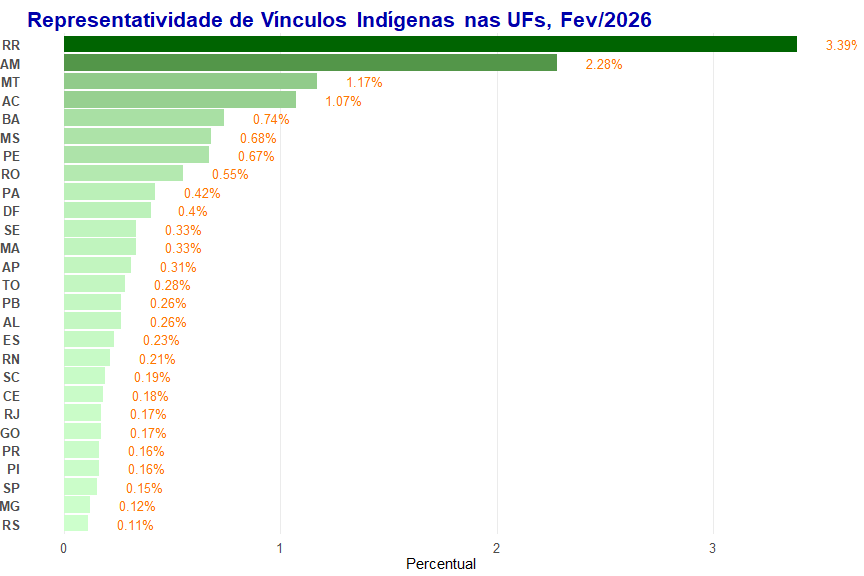 Representatividade de Vínculos Indígenas nas UFs, Fev/2026
RR 3.39%
AM 2.28%
MT 1.17%
AC 1.07%
BA 0.74%
MS 0.68%
PE 0.67%
RO 0.55%
PA 0.42%
DF 0.4%
SE 0.33%
MA 0.33%
AP 0.31%
TO 0.28%
PB 0.26%
AL 0.26%
ES 0.23%
RN 0.21%
SC 0.19%
CE 0.18%
RJ 0.17%
GO 0.17%
PR 0.16%
PI 0.16%
SP 0.15%
MG 0.12%
RS 0.11%
0 1 2 3
Percentual